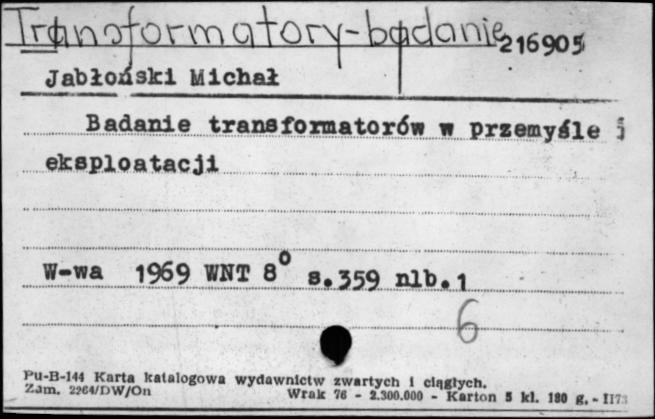 Transformatory-badanie 216905
Jabłoński Michał
Badanie transformatorów w przemyśle i
eksploatacji
W-wa 1969 WNT 8° s.359 nlb.1
6
Pu-B-144 Karta katalogowa wydawnictw zwartych i ciągłych.
Zam. 2264/DW/On Wrak 76 - 2.300.000 - Karton 5 kl. 180 g. - II73